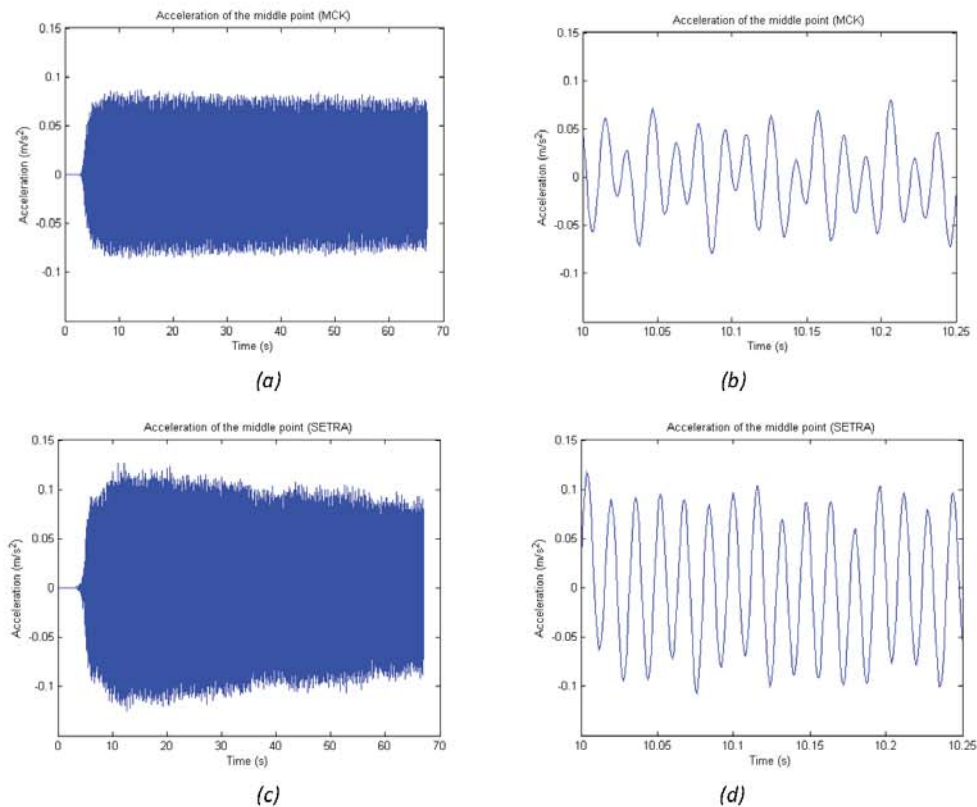 Acceleration of the middle point (MCK)
0.15
0.1
0.05
0
-0.05
-0.1
Acceleration (m/s²)
0 10 20 30 40 50 60 70
Time (s)
(a)
Acceleration of the middle point (MCK)
0.15
0.1
0.05
0
-0.05
-0.1
Acceleration (m/s²)
10 10.05 10.1 10.15 10.2 10.25
Time (s)
(b)
Acceleration of the middle point (SETRA)
0.15
0.1
0.05
0
-0.05
-0.1
Acceleration (m/s²)
0 10 20 30 40 50 60 70
Time (s)
(c)
Acceleration of the middle point (SETRA)
0.15
0.1
0.05
0
-0.05
-0.1
Acceleration (m/s²)
10 10.05 10.1 10.15 10.2 10.25
Time (s)
(d)